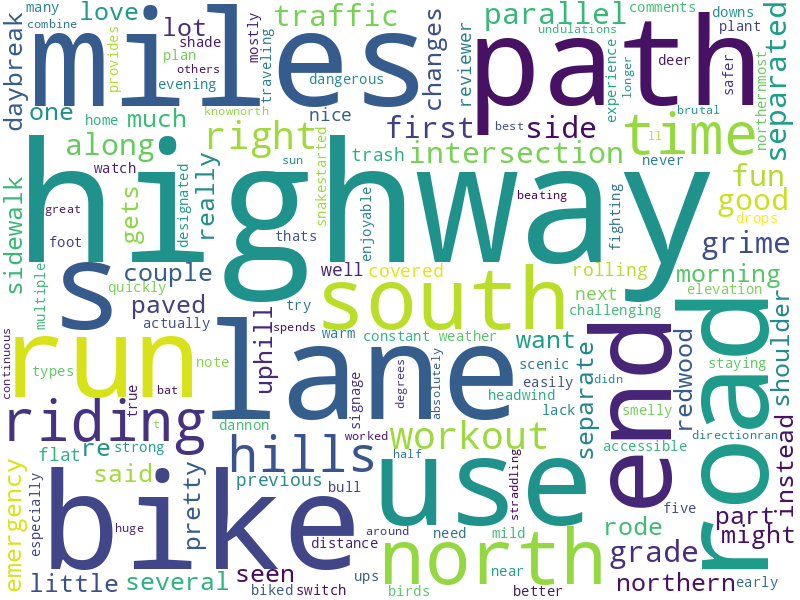 many
combine
love
lot
shade
mostly
provides
traffic
traveling
parallel
comments
downs
undulations
plant
daybreak
miles
plan
others
evening
dangerous
changes
reviewer
path
deer
safer
experience
longer
northernmost
separated
knownorth
home
one
much
right
nice
first
best
side
brutal
time
ll
along
watch
designated
really
sun
snakestarted
trash
intersection
never
fun
good
drops
sidewalk
great
foot
gets
highway
thats
enjoyable
beating
fighting
grime
multiple
s
couple
quickly
paved
actually
well
covered
try
south
rolling
next
challenging
morning
elevation
shoulder
continuous
run
types
true
bat
note
uphill
spends
warm
constant
weather
want
scenic
easily
separate
didn
end
redwood
road
staying
smelly
lane
signage
degrees
absolutely
headwind
lack
accessible
directionran
instead
riding
t
dannon
flat
re
strong
hills
worked
workout
half
straddling
emergency
especially
said
pretty
previous
bull
use
five
part
might
bike
huge
distance
around
need
mild
rode
grade
north
near
better
birds
ups
little
several
seen
biked
switch
northern
early